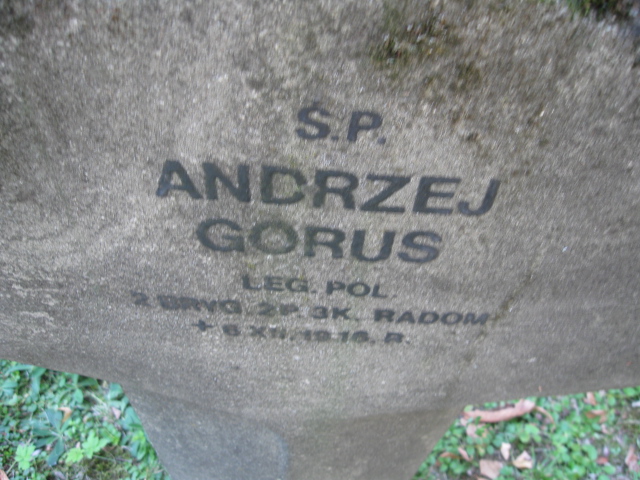 Ś.P.
ANDRZEJ
GORUS
LEG. POL.
2 BRYG. 2P. 3K. RADOM
+ 6 XII. 1916. R.